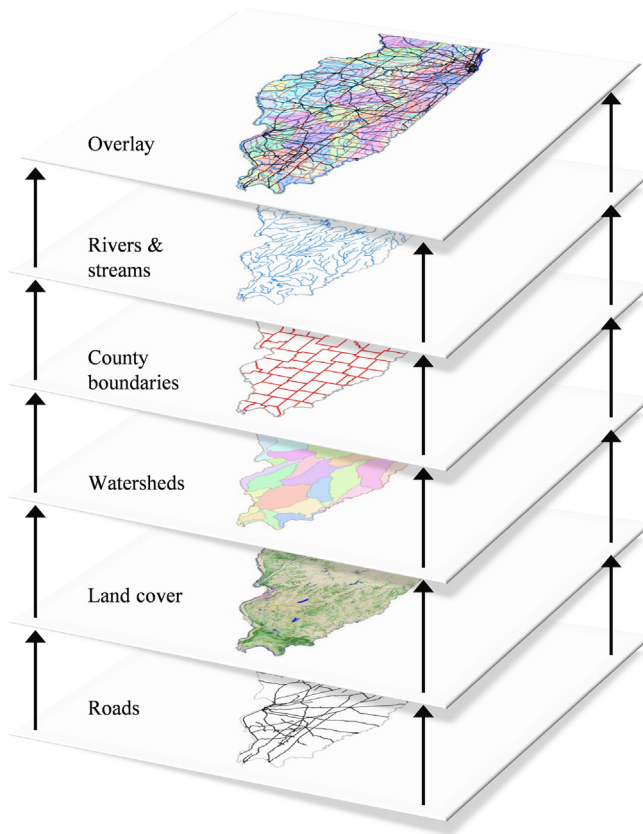 Overlay
Rivers &
streams
County
boundaries
Watersheds
Land cover
Roads